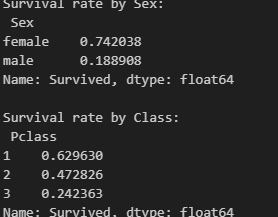 Survival rate by Sex:
Sex
female 0.742038
male 0.188908
Name: Survived, dtype: float64
Survival rate by Class:
Pclass
1 0.629630
2 0.472826
3 0.242363
Name: Survived, dtype: float64